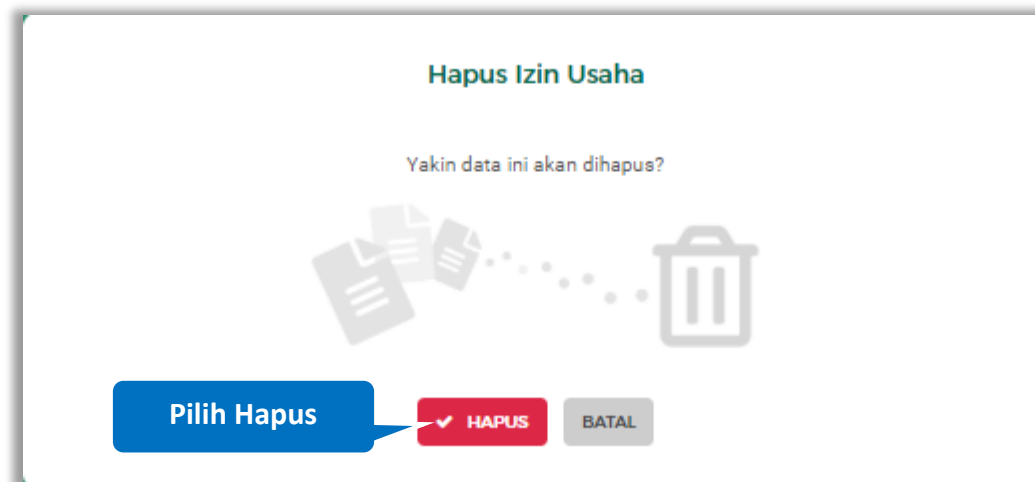 Hapus Izin Usaha
Yakin data ini akan dihapus?
Pilih Hapus
HAPUS
BATAL